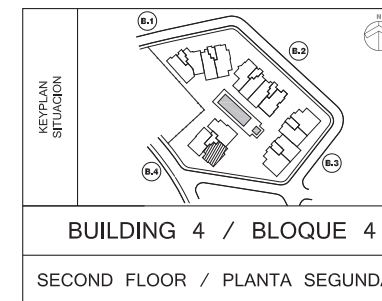 B.1
N
B.2
KEYPLAN
SITUACION
B.4
B.3
BUILDING 4 / BLOQUE 4
SECOND FLOOR / PLANTA SEGUNDA